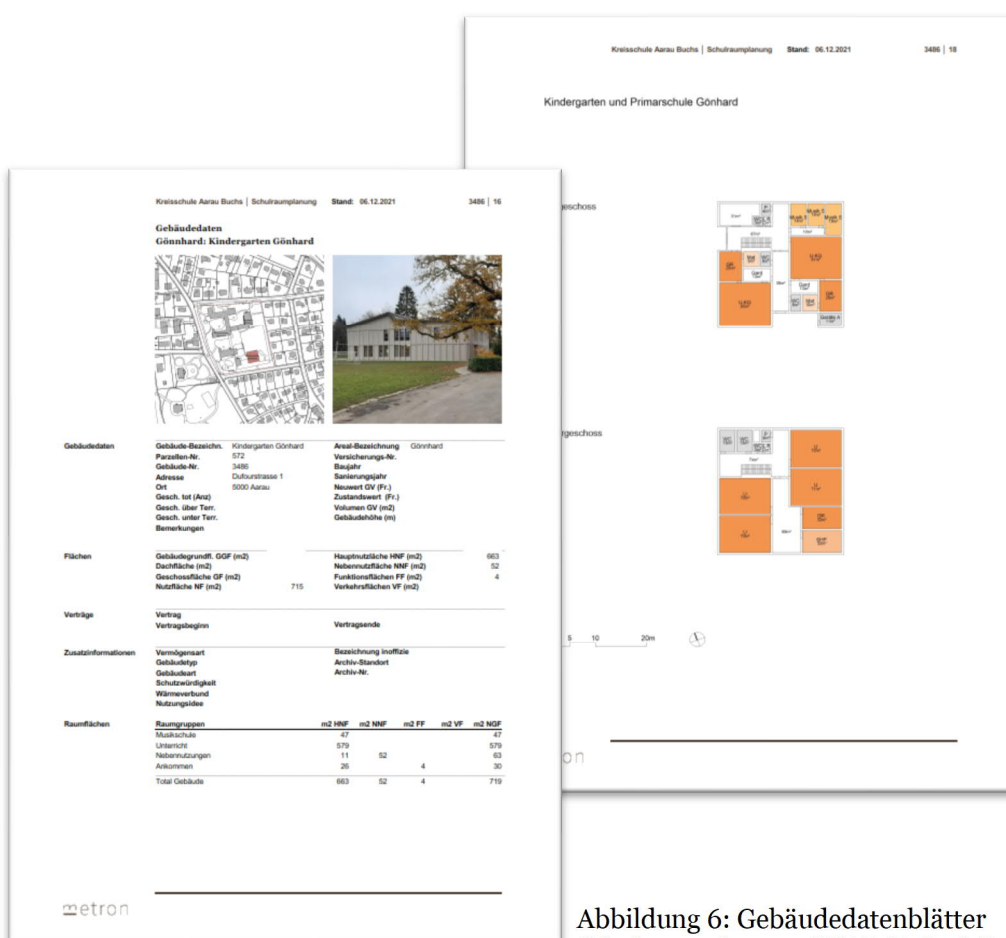 Kreisschule Aarau Buchs | Schulraumplanung Stand: 06.12.2021 3486 | 18
Kindergarten und Primarschule Gönhard
geschoss
rgeschoss
5 10 20m
on
Kreisschule Aarau Buchs | Schulraumplanung Stand: 06.12.2021 3486 | 16
Gebäudedaten
Gönnhard: Kindergarten Gönhard
Gebäudedaten Gebäude-Bezeichn. Kindergarten Gönhard Areal-Bezeichnung Gönnhard
Parzellen-Nr. 572 Versicherungs-Nr.
Gebäude-Nr. 3486 Baujahr
Adresse Dufourstrasse 1 Sanierungsjahr
Ort 5000 Aarau Neuwert GV (Fr.)
Gesch. tot (Anz) Zustandswert (Fr.)
Gesch. über Terr. Volumen GV (m2)
Gesch. unter Terr. Gebäudehöhe (m)
Bemerkungen
Flächen Gebäudegrundfl. GGF (m2) Hauptnutzläche HNF (m2) 663
Dachfläche (m2) Nebennutzfläche NNF (m2) 52
Geschossfläche GF (m2) Funktionsflächen FF (m2) 4
Nutzfläche NF (m2) 715 Verkehrsflächen VF (m2)
Verträge Vertrag
Vertragsbeginn Vertragsende
Zusatzinformationen Vermögensart Bezeichnung inoffizie
Gebäudetyp Archiv-Standort
Gebäudeart Archiv-Nr.
Schutzwürdigkeit
Wärmeverbund
Nutzungsidee
Raumflächen Raumgruppen m2 HNF m2 NNF m2 FF m2 VF m2 NGF
Musikschule 47 47
Unterricht 579 579
Nebennutzungen 11 52 63
Ankommen 26 4 30
Total Gebäude 663 52 4 719
metron
Abbildung 6: Gebäudedatenblätter